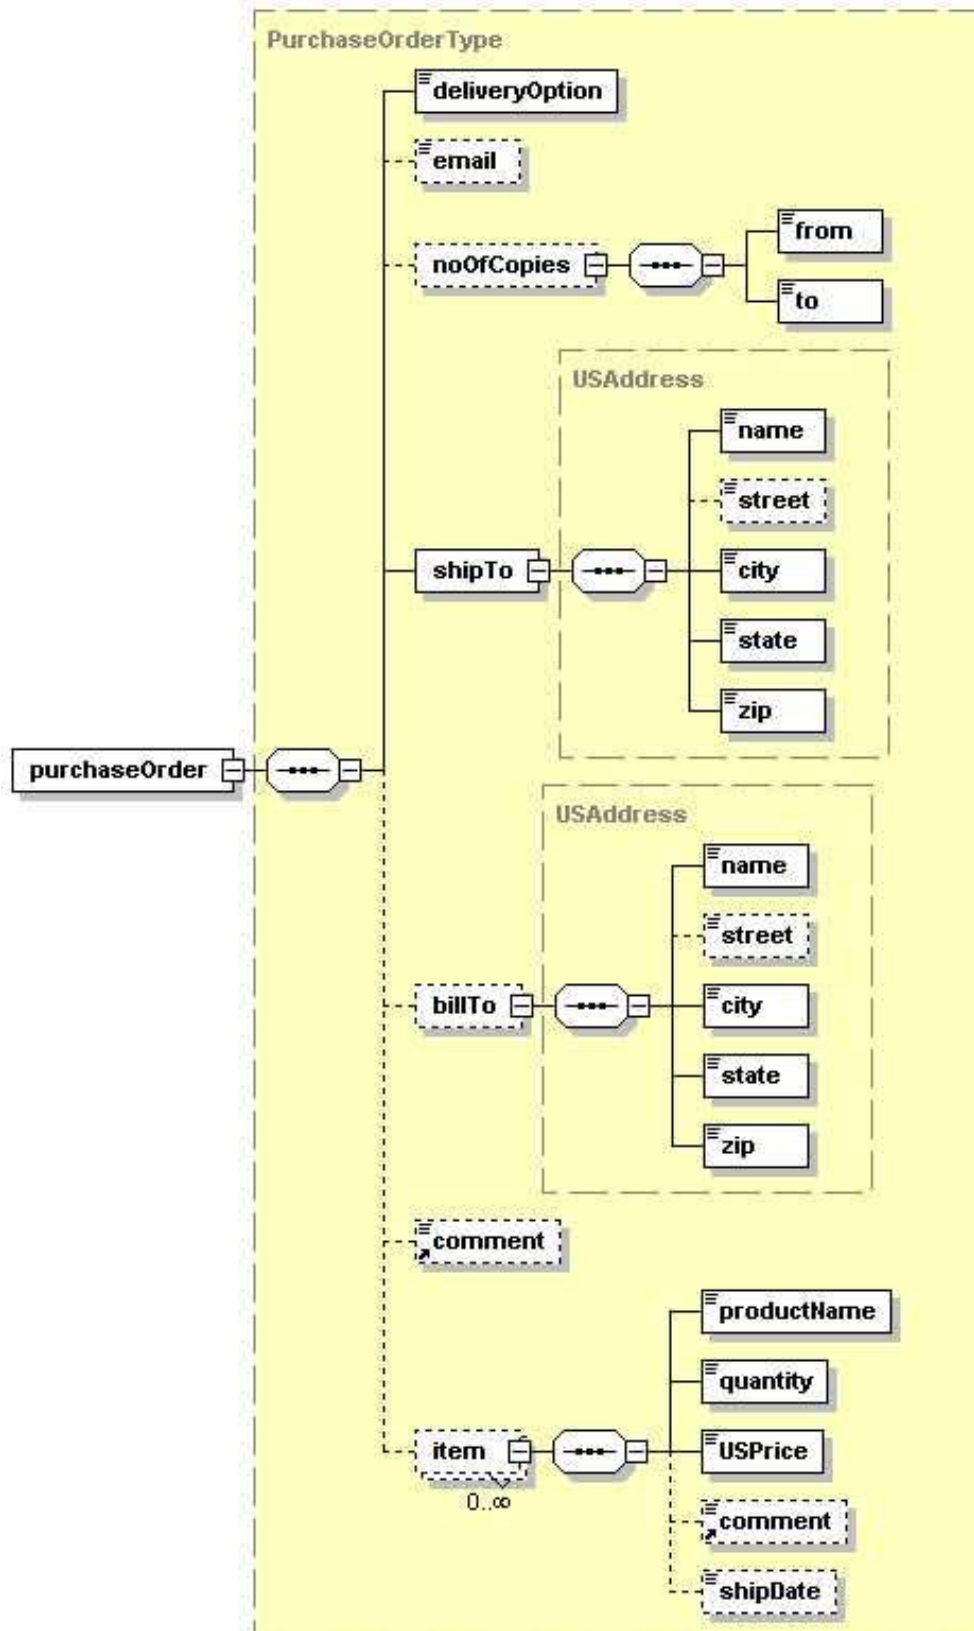 PurchaseOrderType
deliveryOption
email
noOfCopies
from
to
USAddress
name
street
shipTo
city
state
zip
purchaseOrder
USAddress
name
street
billTo
city
state
zip
comment
productName
quantity
item
USPrice
0..∞
comment
shipDate